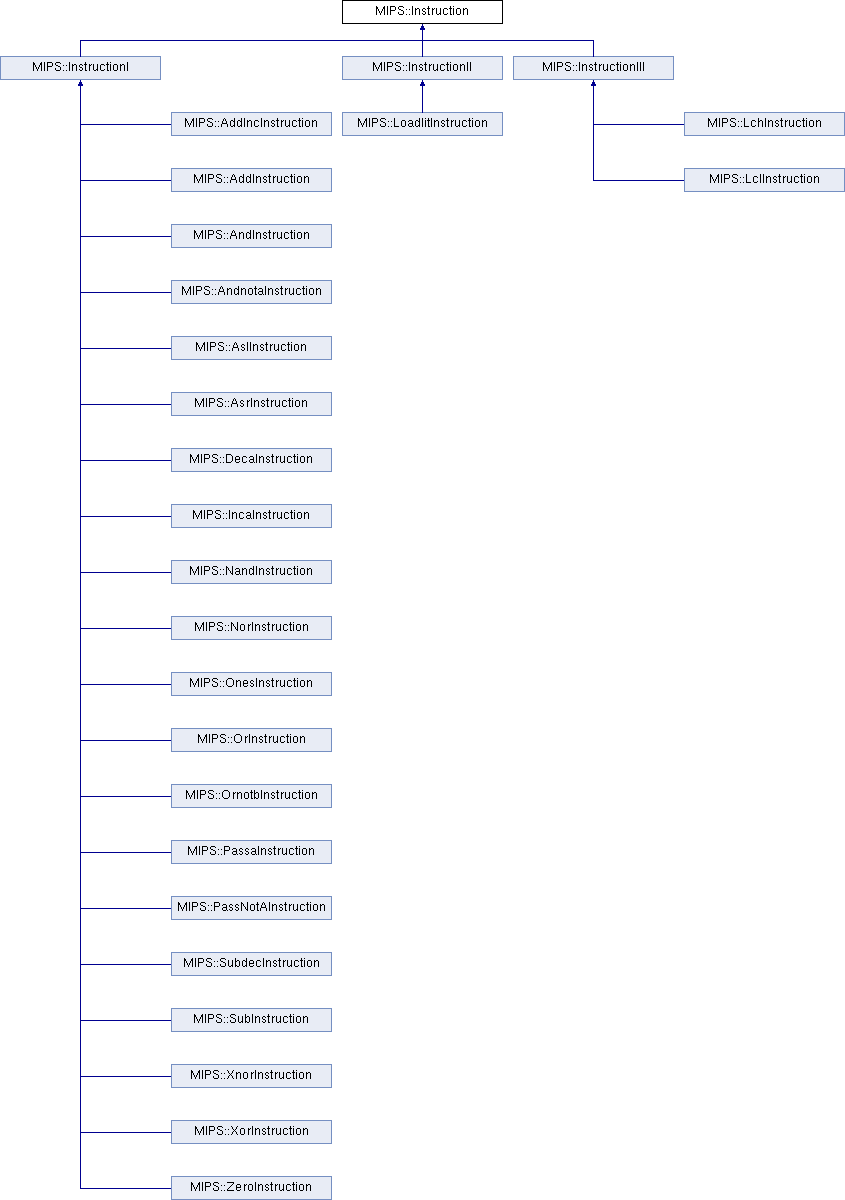 MIPS::Instruction
MIPS::InstructionI
MIPS::InstructionII
MIPS::InstructionIII
MIPS::AddIncInstruction
MIPS::LoadlitInstruction
MIPS::LchInstruction
MIPS::AddInstruction
MIPS::LclInstruction
MIPS::AndInstruction
MIPS::AndnotaInstruction
MIPS::AslInstruction
MIPS::AsrInstruction
MIPS::DecaInstruction
MIPS::IncaInstruction
MIPS::NandInstruction
MIPS::NorInstruction
MIPS::OnesInstruction
MIPS::OrInstruction
MIPS::OrnotbInstruction
MIPS::PassaInstruction
MIPS::PassNotAInstruction
MIPS::SubdecInstruction
MIPS::SubInstruction
MIPS::XnorInstruction
MIPS::XorInstruction
MIPS::ZeroInstruction